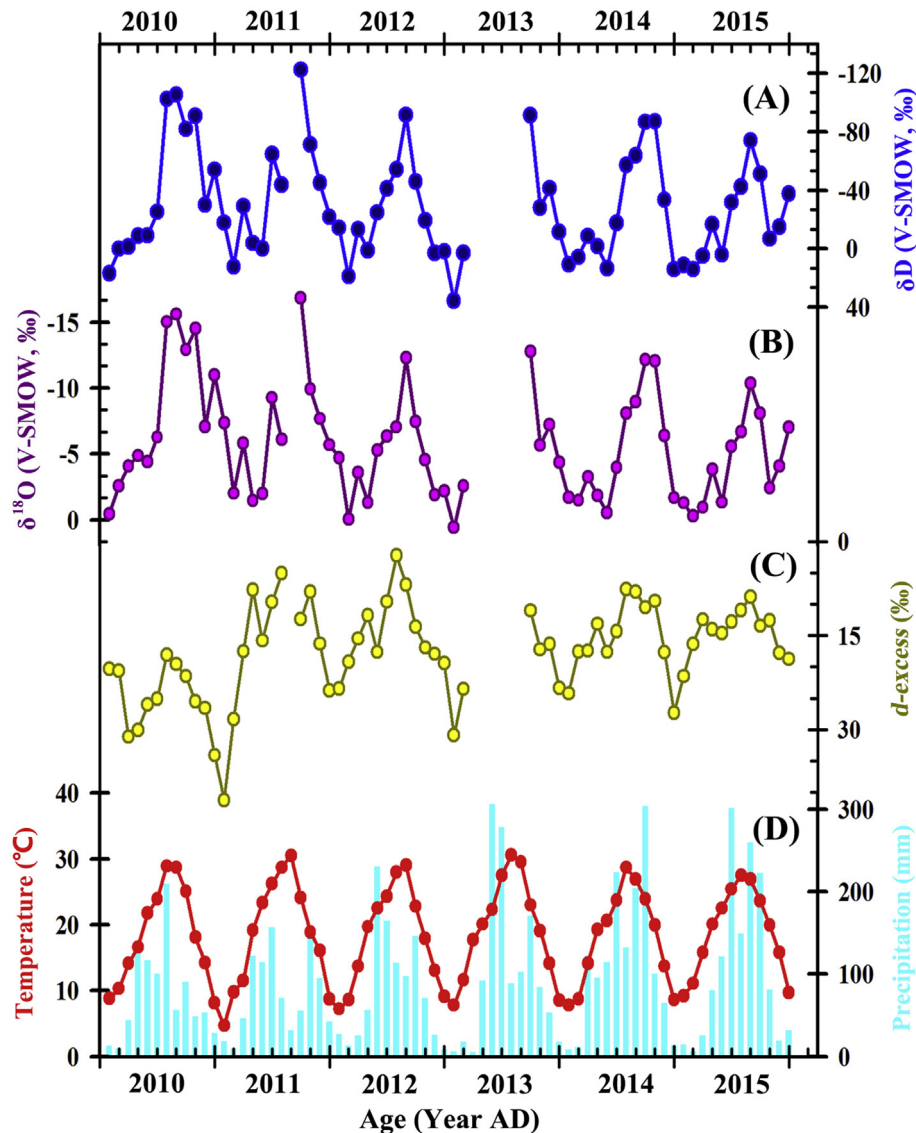 2010 2011 2012 2013 2014 2015
(A)
-120
-80
-40
0
40
δD (V-SMOW, ‰)
(B)
-15
-10
-5
0
δ18O (V-SMOW, ‰)
(C)
0
15
30
d-excess (‰)
(D)
40
30
20
10
0
Temperature (℃)
300
200
100
0
Precipitation (mm)
2010 2011 2012 2013 2014 2015
Age (Year AD)